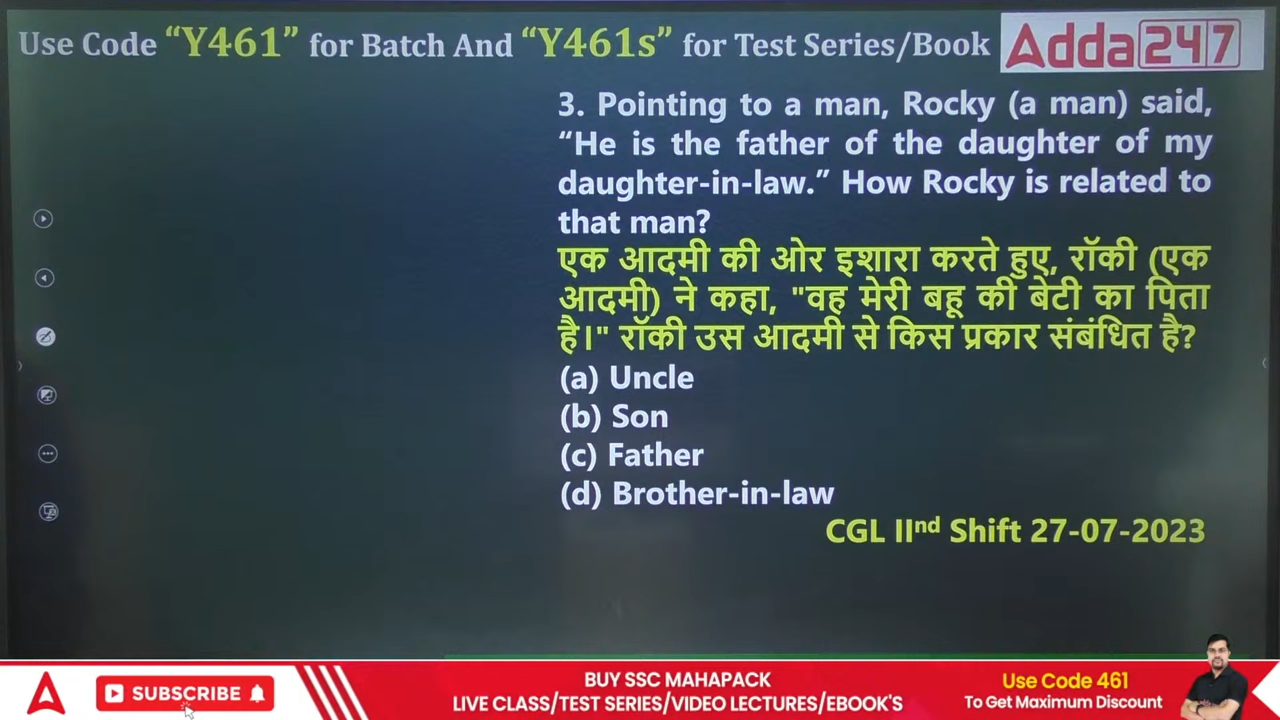 Use Code “Y461” for Batch And “Y461s” for Test Series/Book
Adda247
3. Pointing to a man, Rocky (a man) said,
“He is the father of the daughter of my
daughter-in-law.” How Rocky is related to
that man?
एक आदमी की ओर इशारा करते हुए, रॉकी (एक
आदमी) ने कहा, "वह मेरी बहू की बेटी का पिता
है।" रॉकी उस आदमी से किस प्रकार संबंधित है?
(a) Uncle
(b) Son
(c) Father
(d) Brother-in-law
CGL IIⁿᵈ Shift 27-07-2023
SUBSCRIBE
BUY SSC MAHAPACK
LIVE CLASS/TEST SERIES/VIDEO LECTURES/EBOOK'S
Use Code 461
To Get Maximum Discount